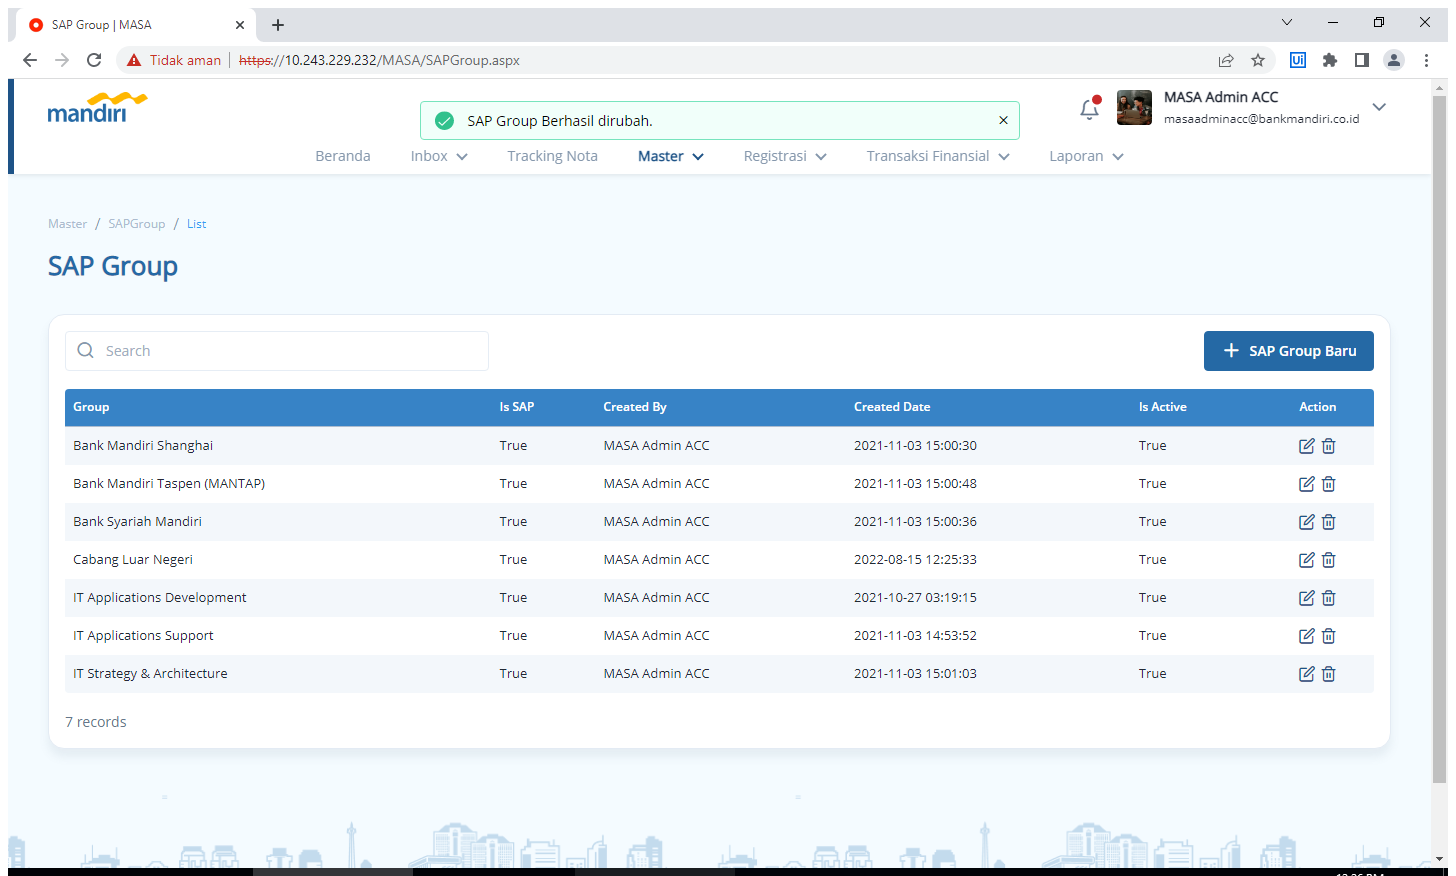 SAP Group | MASA
Tidak aman https://10.243.229.232/MASA/SAPGroup.aspx
Ui
mandiri
SAP Group Berhasil dirubah.
MASA Admin ACC
masaadminacc@bankmandiri.co.id
Beranda Inbox Tracking Nota Master Registrasi Transaksi Finansial Laporan
Master / SAPGroup / List
SAP Group
Search
SAP Group Baru
Group Is SAP Created By Created Date Is Active Action
Bank Mandiri Shanghai True MASA Admin ACC 2021-11-03 15:00:30 True
Bank Mandiri Taspen (MANTAP) True MASA Admin ACC 2021-11-03 15:00:48 True
Bank Syariah Mandiri True MASA Admin ACC 2021-11-03 15:00:36 True
Cabang Luar Negeri True MASA Admin ACC 2022-08-15 12:25:33 True
IT Applications Development True MASA Admin ACC 2021-10-27 03:19:15 True
IT Applications Support True MASA Admin ACC 2021-11-03 14:53:52 True
IT Strategy & Architecture True MASA Admin ACC 2021-11-03 15:01:03 True
7 records